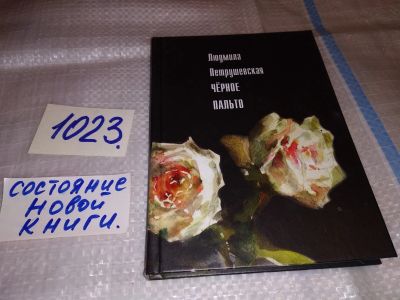 Людмила
Петрушевская
ЧЁРНОЕ
ПАЛЬТО
1023.
СОСТОЯНИЕ
НОВОЙ
КНИГИ.